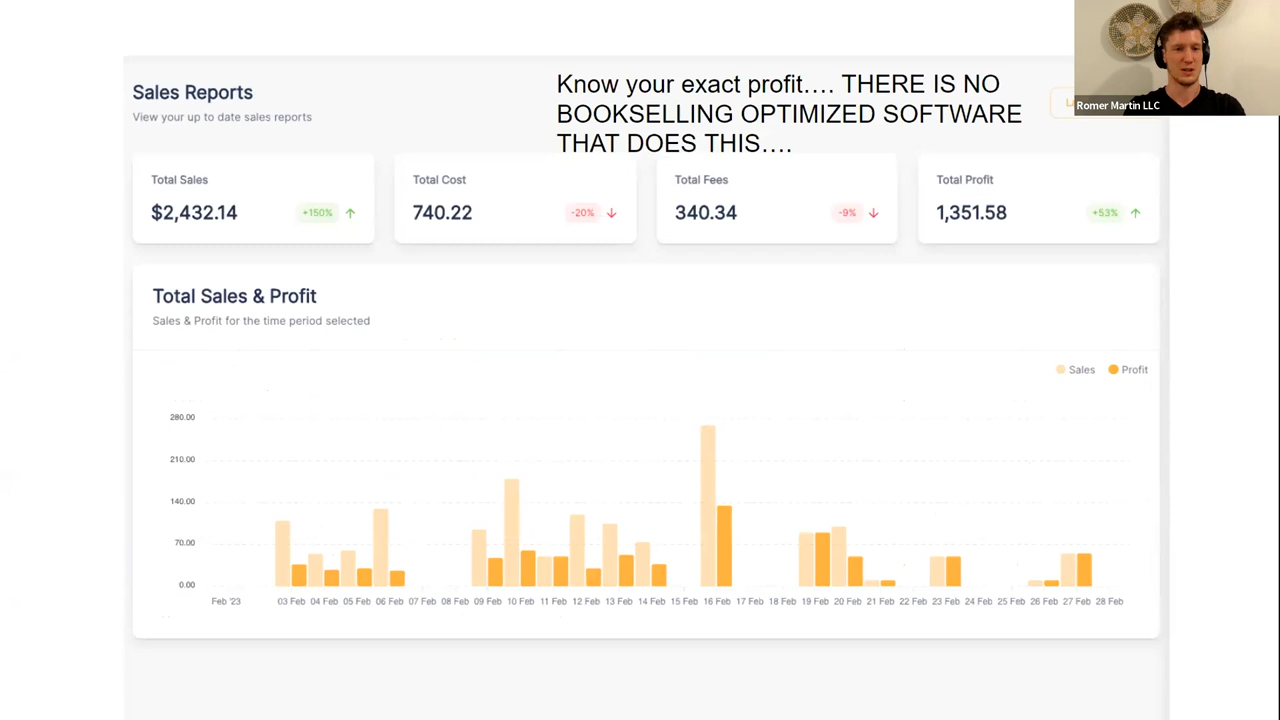 Sales Reports
View your up to date sales reports
Know your exact profit.... THERE IS NO
BOOKSELLING OPTIMIZED SOFTWARE
THAT DOES THIS....
Romer Martin LLC
Total Sales
$2,432.14
+150%
Total Cost
740.22
-20%
Total Fees
340.34
-9%
Total Profit
1,351.58
+53%
Total Sales & Profit
Sales & Profit for the time period selected
Sales
Profit
280.00
210.00
140.00
70.00
0.00
Feb '23 03 Feb 04 Feb 05 Feb 06 Feb 07 Feb 08 Feb 09 Feb 10 Feb 11 Feb 12 Feb 13 Feb 14 Feb 15 Feb 16 Feb 17 Feb 18 Feb 19 Feb 20 Feb 21 Feb 22 Feb 23 Feb 24 Feb 25 Feb 26 Feb 27 Feb 28 Feb